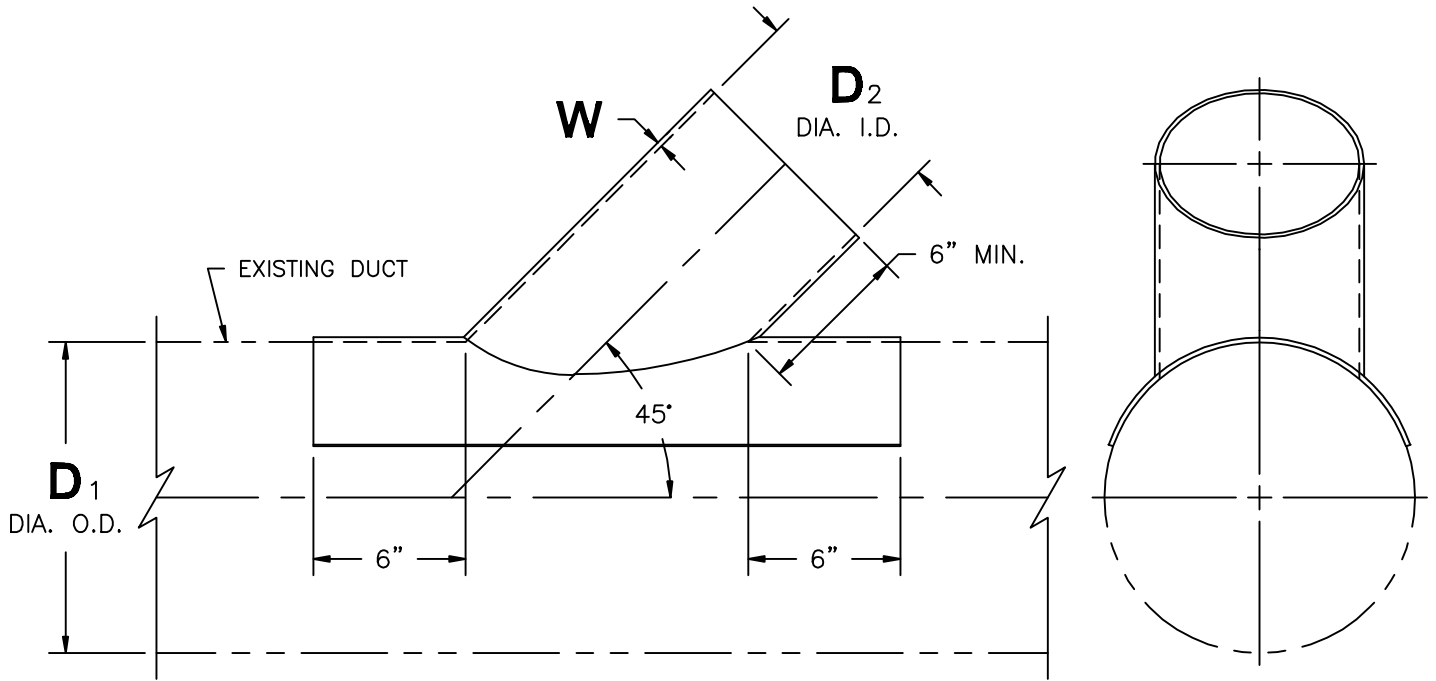 D2
DIA. I.D.
W
6” MIN.
EXISTING DUCT
45°
D1
DIA. O.D.
6”
6”